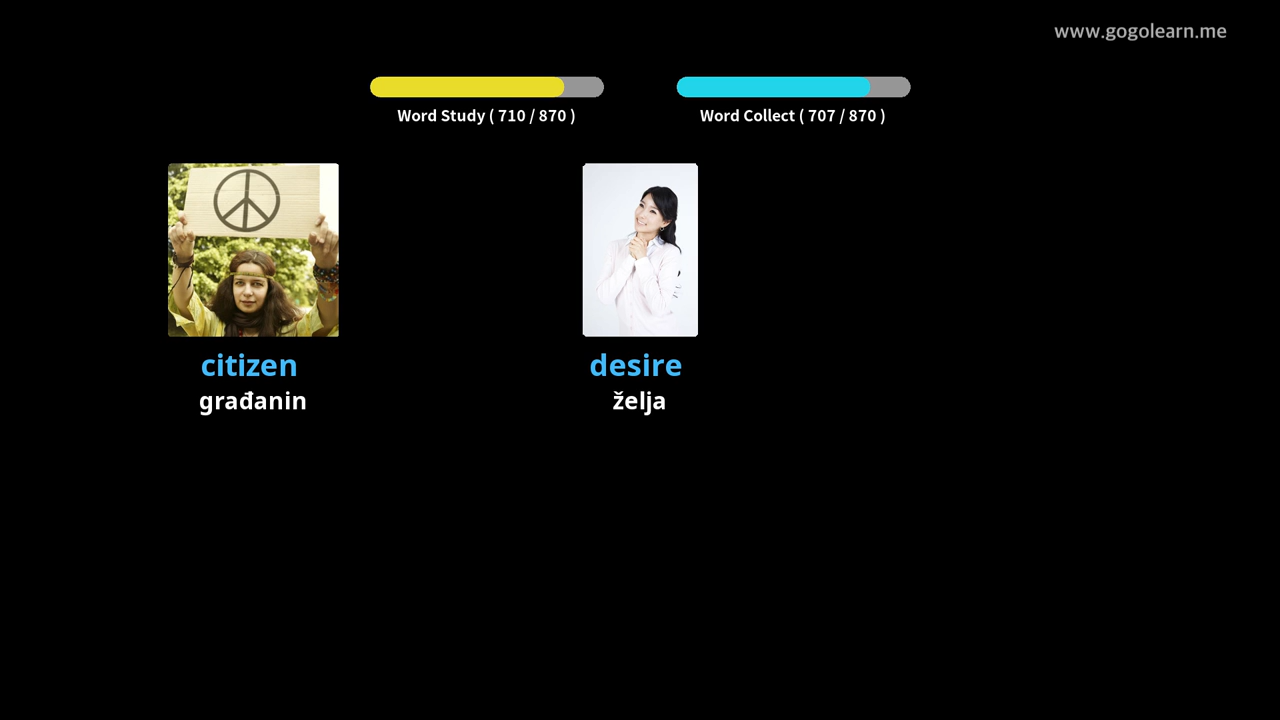 www.gogolearn.me
Word Study ( 710 / 870 )
Word Collect ( 707 / 870 )
citizen
građanin
desire
želja